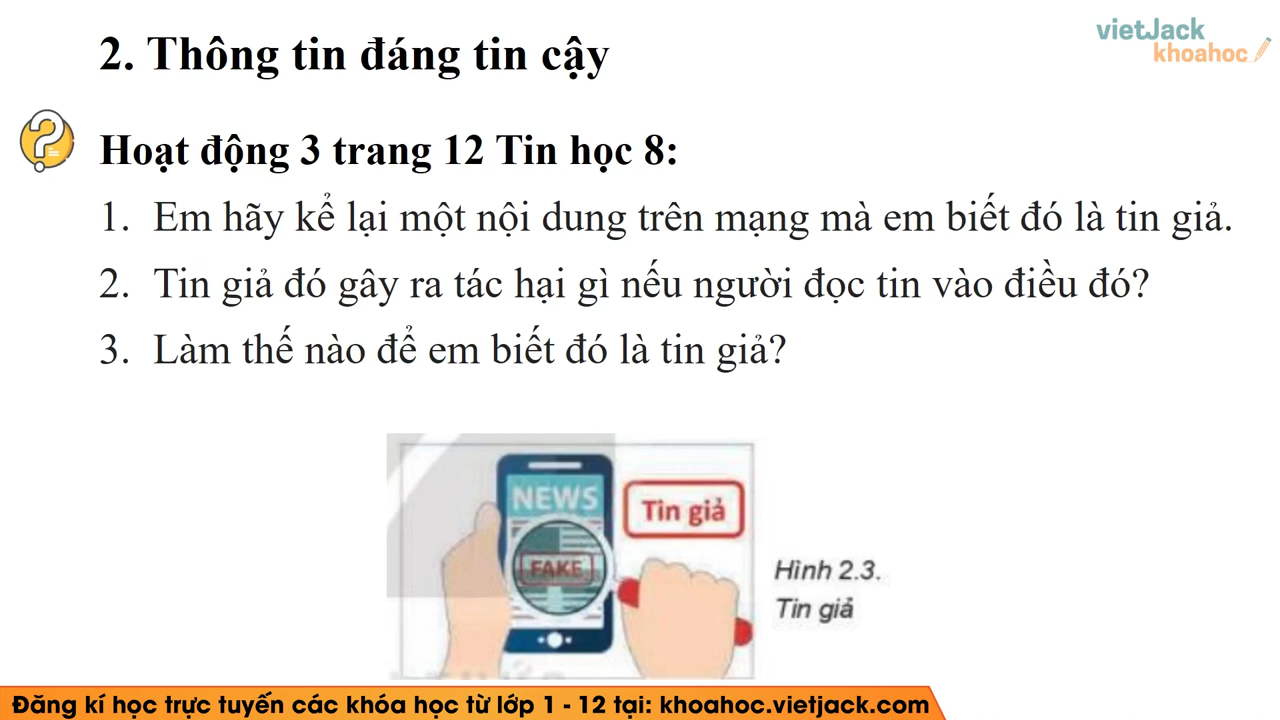 vietJack
khoahoc
2. Thông tin đáng tin cậy
Hoạt động 3 trang 12 Tin học 8:
1. Em hãy kể lại một nội dung trên mạng mà em biết đó là tin giả.
2. Tin giả đó gây ra tác hại gì nếu người đọc tin vào điều đó?
3. Làm thế nào để em biết đó là tin giả?
NEWS
Tin giả
FAKE
Hình 2.3.
Tin giả
Đăng kí học trực tuyến các khóa học từ lớp 1 - 12 tại: khoahoc.vietjack.com